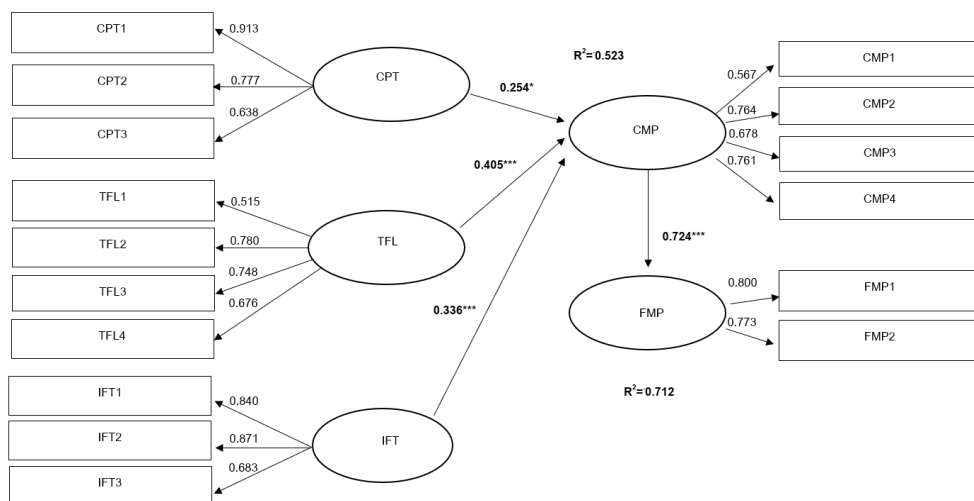 CPT1
0.913
CPT2
0.777
CPT3
0.638
CPT
TFL1
0.515
TFL2
0.780
TFL3
0.748
TFL4
0.676
TFL
IFT1
0.840
IFT2
0.871
IFT3
0.683
IFT
0.254*
0.405***
0.336***
R²= 0.523
CMP
0.567
CMP1
0.764
CMP2
0.678
CMP3
0.761
CMP4
0.724***
FMP
0.800
FMP1
0.773
FMP2
R²=0.712